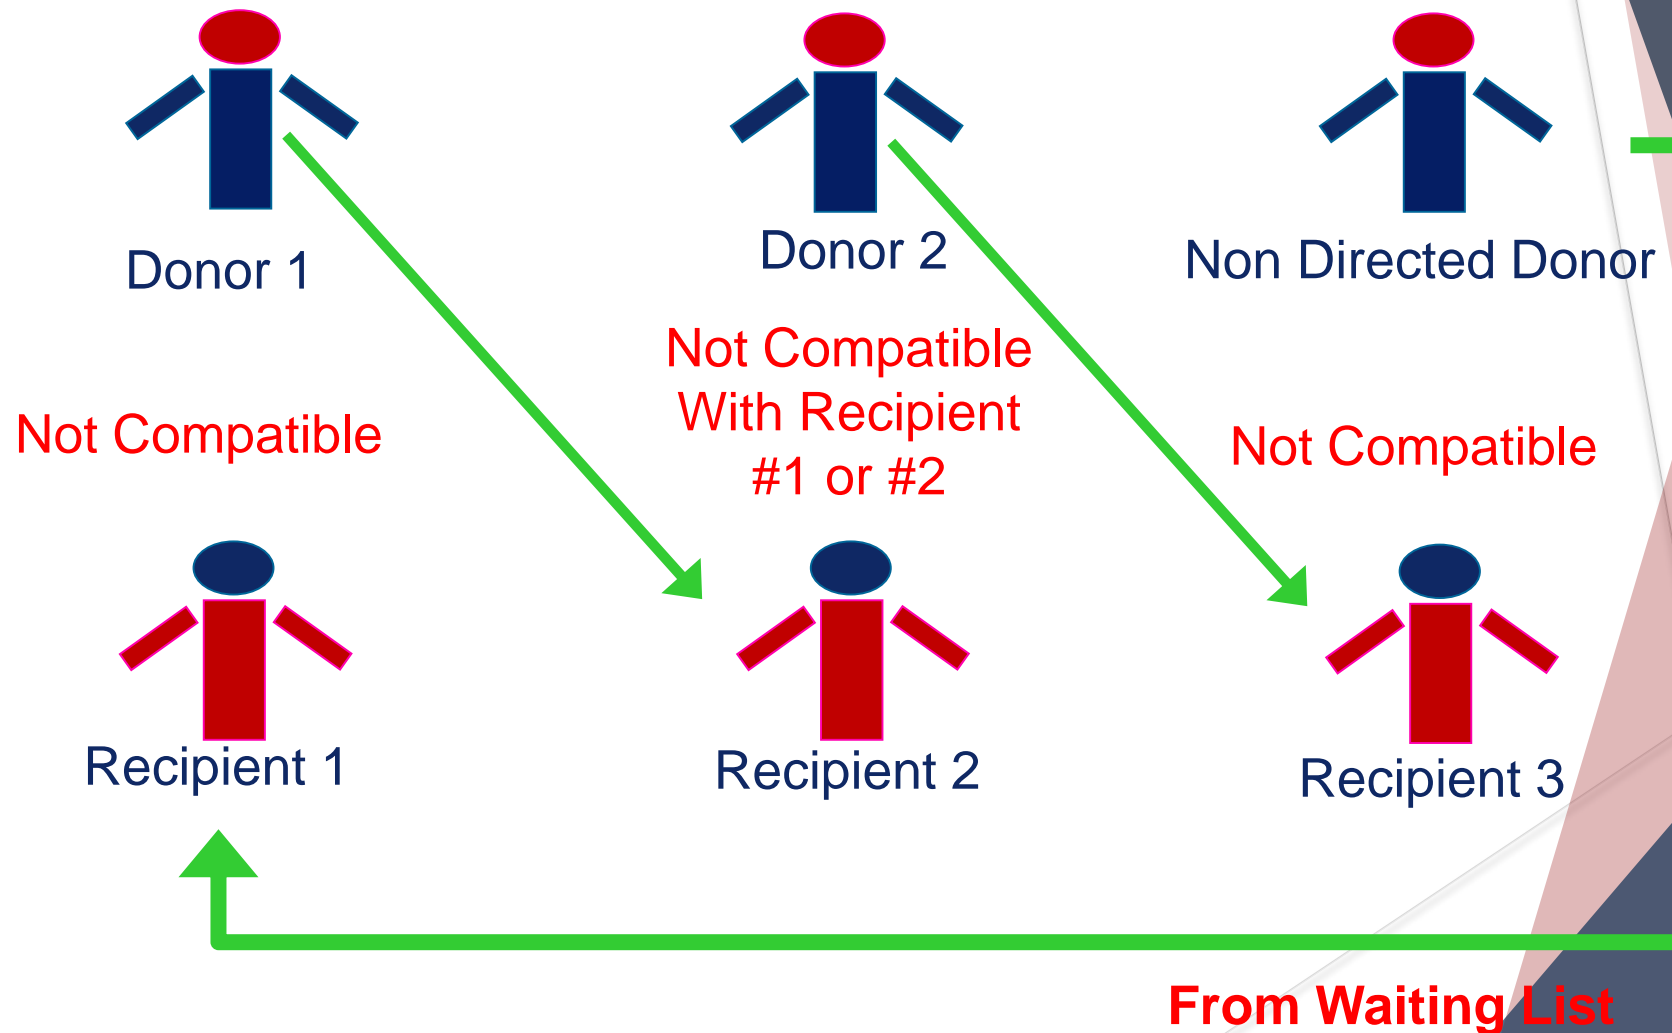 Donor 1
Donor 2
Non Directed Donor
Not Compatible
Not Compatible
With Recipient
#1 or #2
Not Compatible
Recipient 1
Recipient 2
Recipient 3
From Waiting List